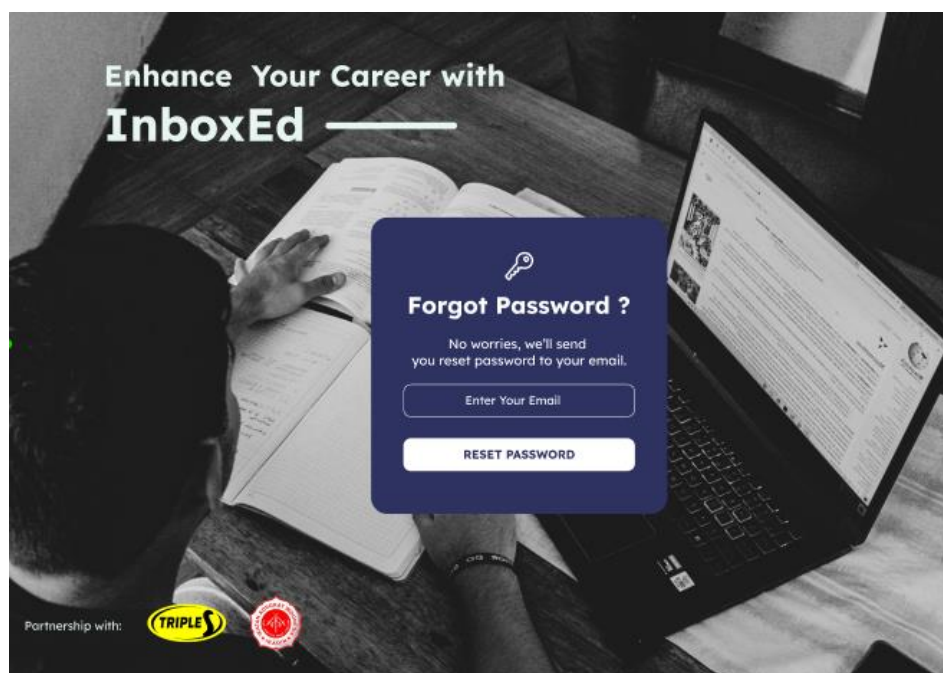 Enhance Your Career with
InboxEd
Forgot Password ?
No worries, we'll send
you reset password to your email.
Enter Your Email
RESET PASSWORD
Partnership with:
TRIPLE S